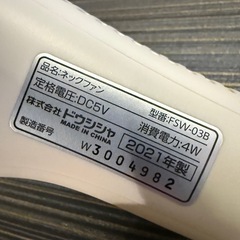 品名:ネックファン 型番:FSW-03B
定格電圧:DC5V 消費電力:4W
株式会社ドウシシャ 2021年製
MADE IN CHINA
製造番号 W3004982